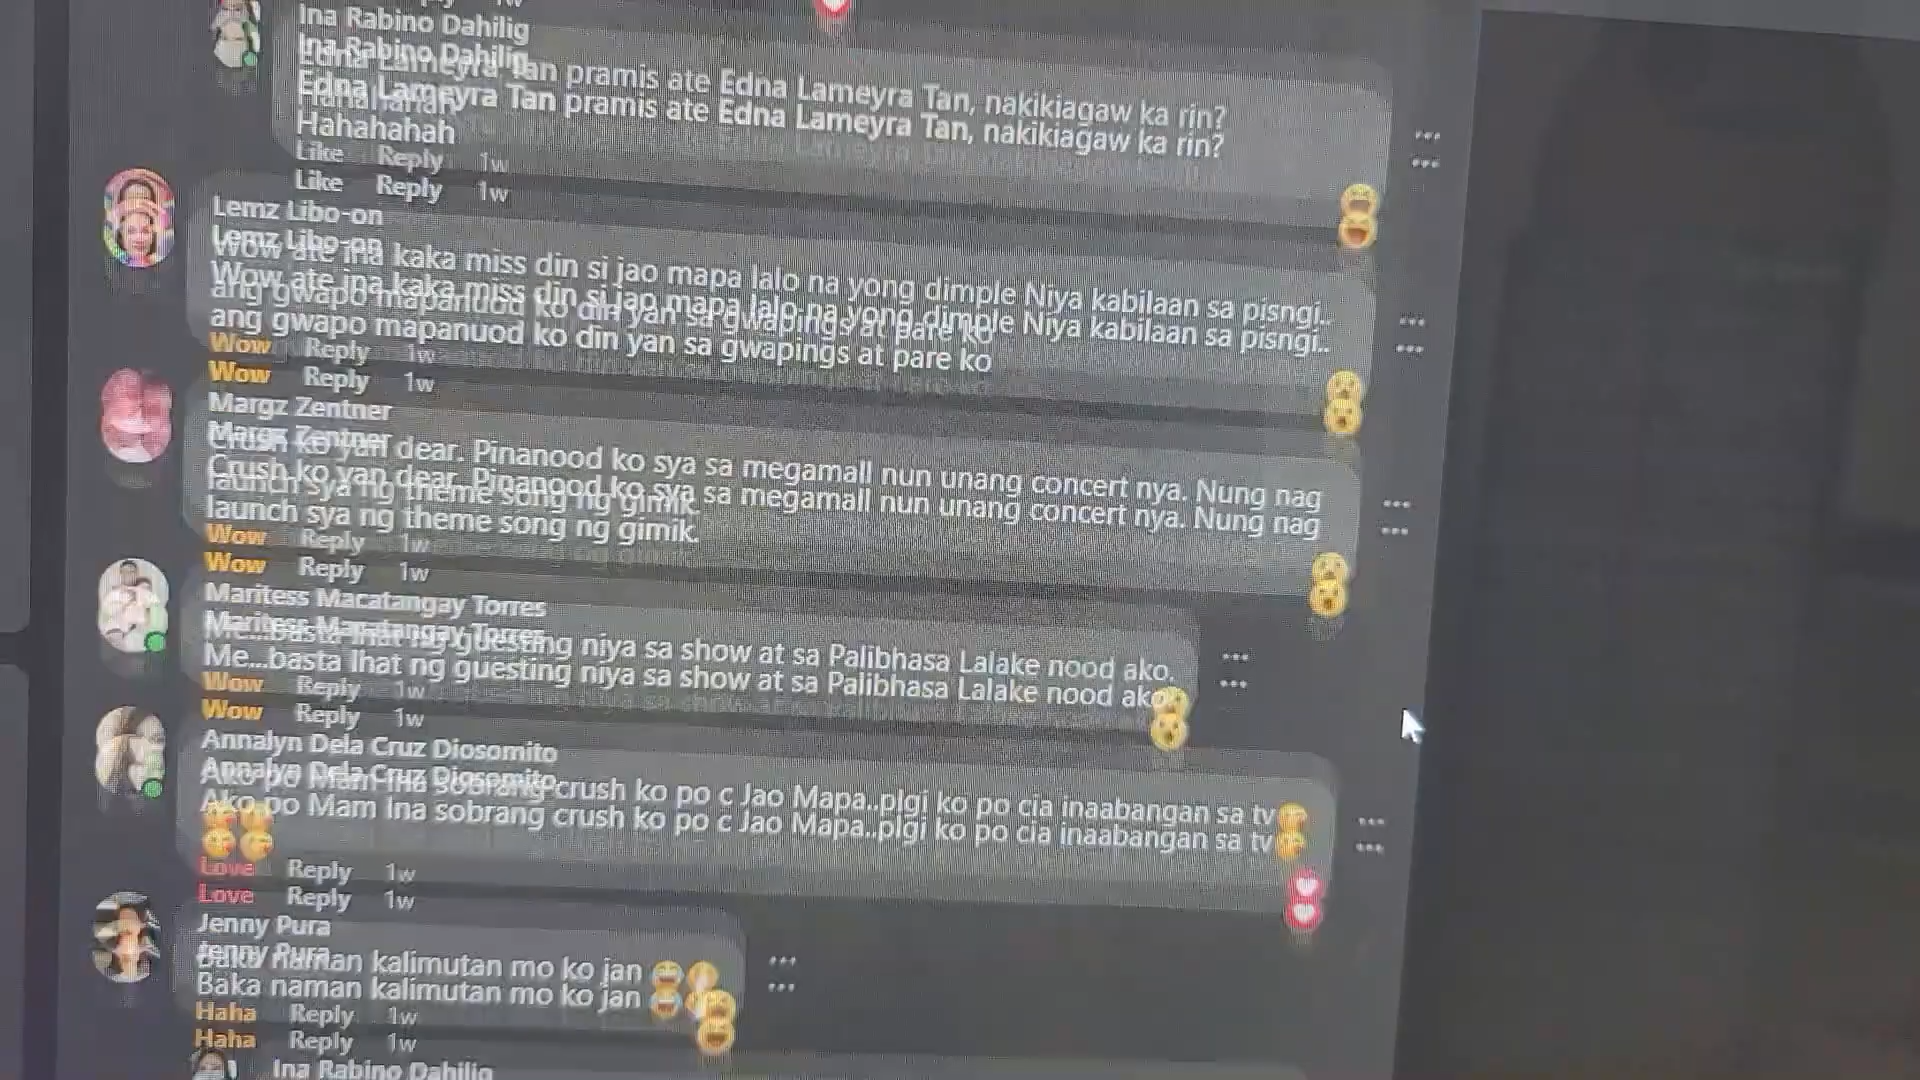 Ina Rabino Dahilig
Edna Lameyra Tan pramis ate Edna Lameyra Tan, nakikiagaw ka rin?
Hahahahah
Like Reply 1w
Lemz Libo-on
Wow ate ina kaka miss din si jao mapa lalo na yong dimple Niya kabilaan sa pisngi..
ang gwapo mapanuod ko din yan sa gwapings at pare ko
Wow Reply 1w
Margz Zentner
Crush ko yan dear. Pinanood ko sya sa megamall nun unang concert nya. Nung nag
launch sya ng theme song ng gimik.
Wow Reply 1w
Maritess Macatangay Torres
Me...basta lhat ng guesting niya sa show at sa Palibhasa Lalake nood ako.
Wow Reply 1w
Annalyn Dela Cruz Diosomito
Ako po Mam Ina sobrang crush ko po c Jao Mapa..plgi ko po cia inaabangan sa tv
Love Reply 1w
Jenny Pura
Baka naman kalimutan mo ko jan
Haha Reply 1w
Ina Rabino Dahilig